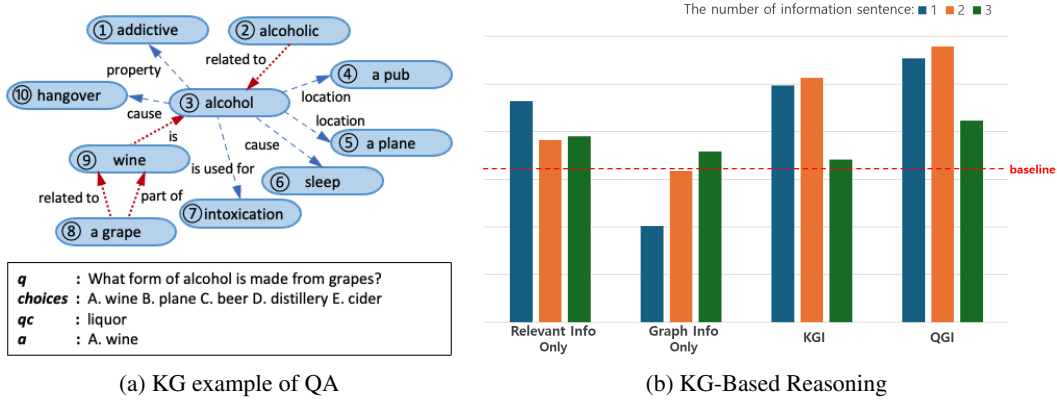 ① addictive
② alcoholic
property
related to
④ a pub
⑩ hangover
③ alcohol
location
cause
location
is
⑤ a plane
⑨ wine
cause
is used for
⑥ sleep
related to
part of
⑦ intoxication
⑧ a grape
q : What form of alcohol is made from grapes?
choices : A. wine B. plane C. beer D. distillery E. cider
qc : liquor
a : A. wine
(a) KG example of QA
The number of information sentence: 1 2 3
baseline
Relevant Info
Only
Graph Info
Only
KGI
QGI
(b) KG-Based Reasoning